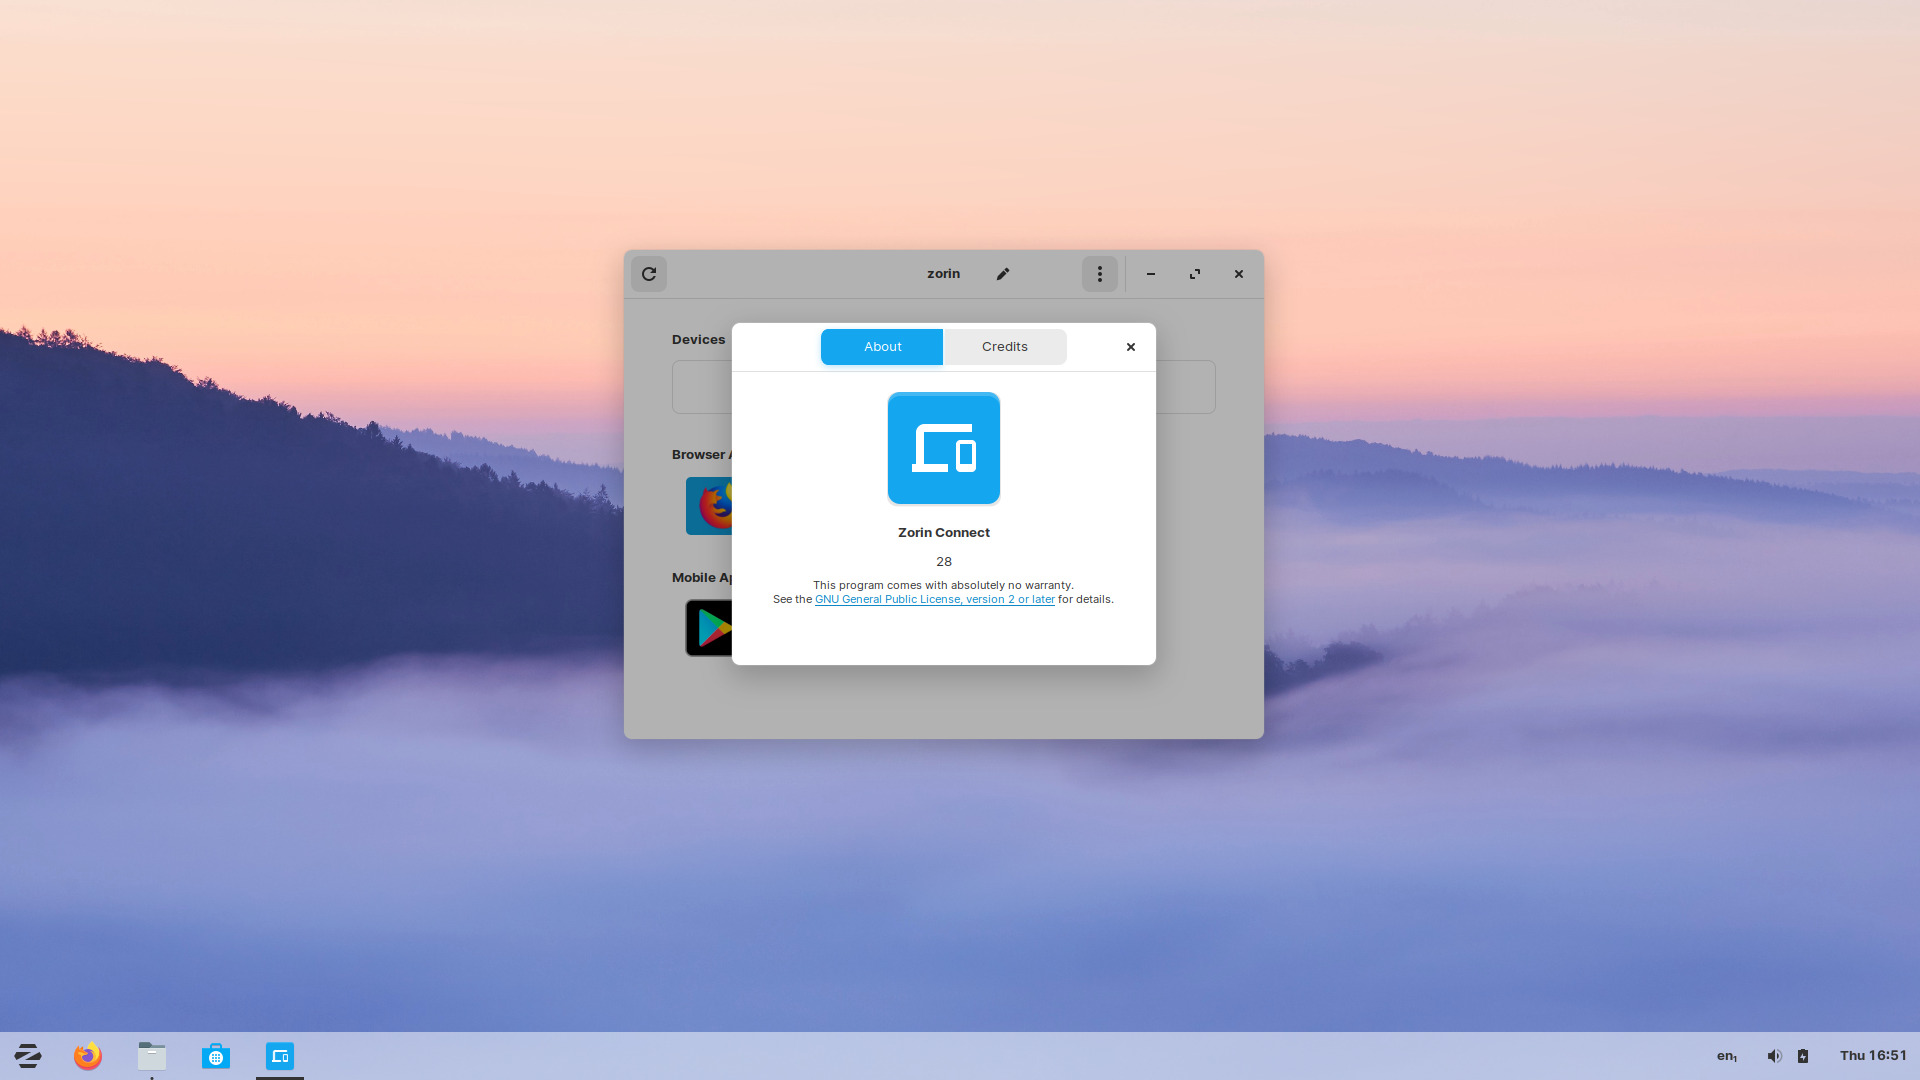 zorin
Devices
About
Credits
Browser
Zorin Connect
28
Mobile
This program comes with absolutely no warranty.
See the GNU General Public License, version 2 or later for details.
en₁
Thu 16:51